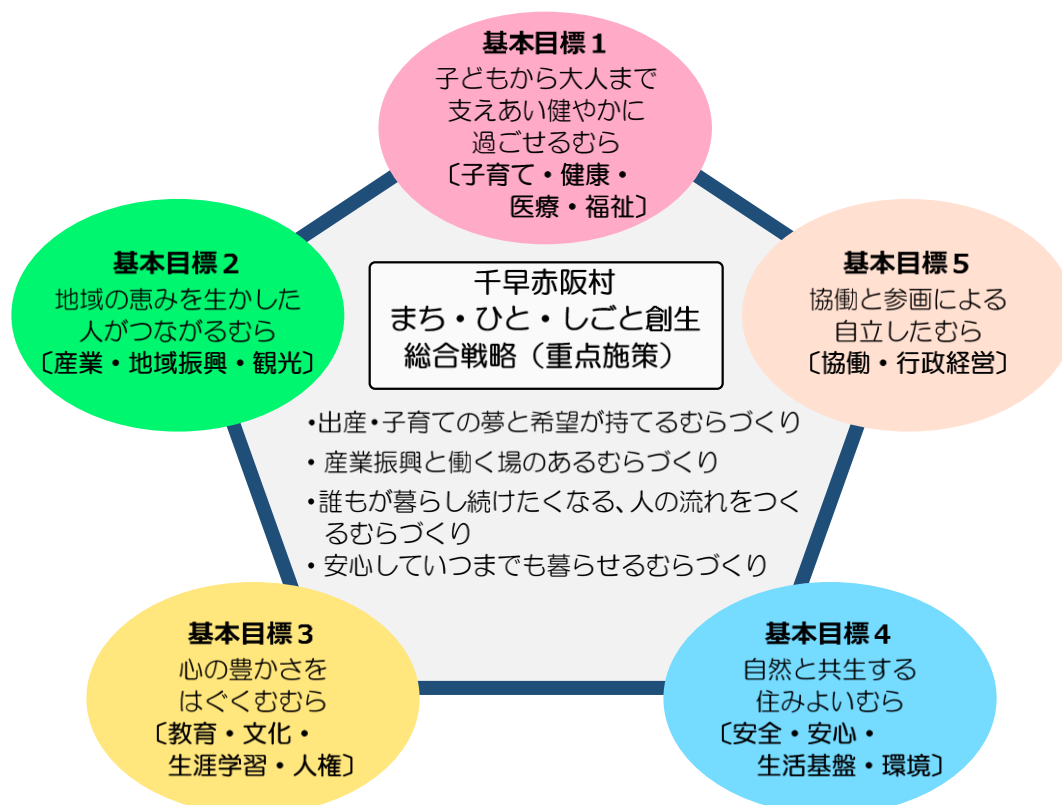 基本目標１
子どもから大人まで
支えあい健やかに
過ごせるむら
〔子育て・健康・
医療・福祉〕
基本目標２
地域の恵みを生かした
人がつながるむら
〔産業・地域振興・観光〕
基本目標５
協働と参画による
自立したむら
〔協働・行政経営〕
千早赤阪村
まち・ひと・しごと創生
総合戦略（重点施策）
・出産・子育ての夢と希望が持てるむらづくり
・産業振興と働く場のあるむらづくり
・誰もが暮らし続けたくなる、人の流れをつく
るむらづくり
・安心していつまでも暮らせるむらづくり
基本目標３
心の豊かさを
はぐくむむら
〔教育・文化・
生涯学習・人権〕
基本目標４
自然と共生する
住みよいむら
〔安全・安心・
生活基盤・環境〕